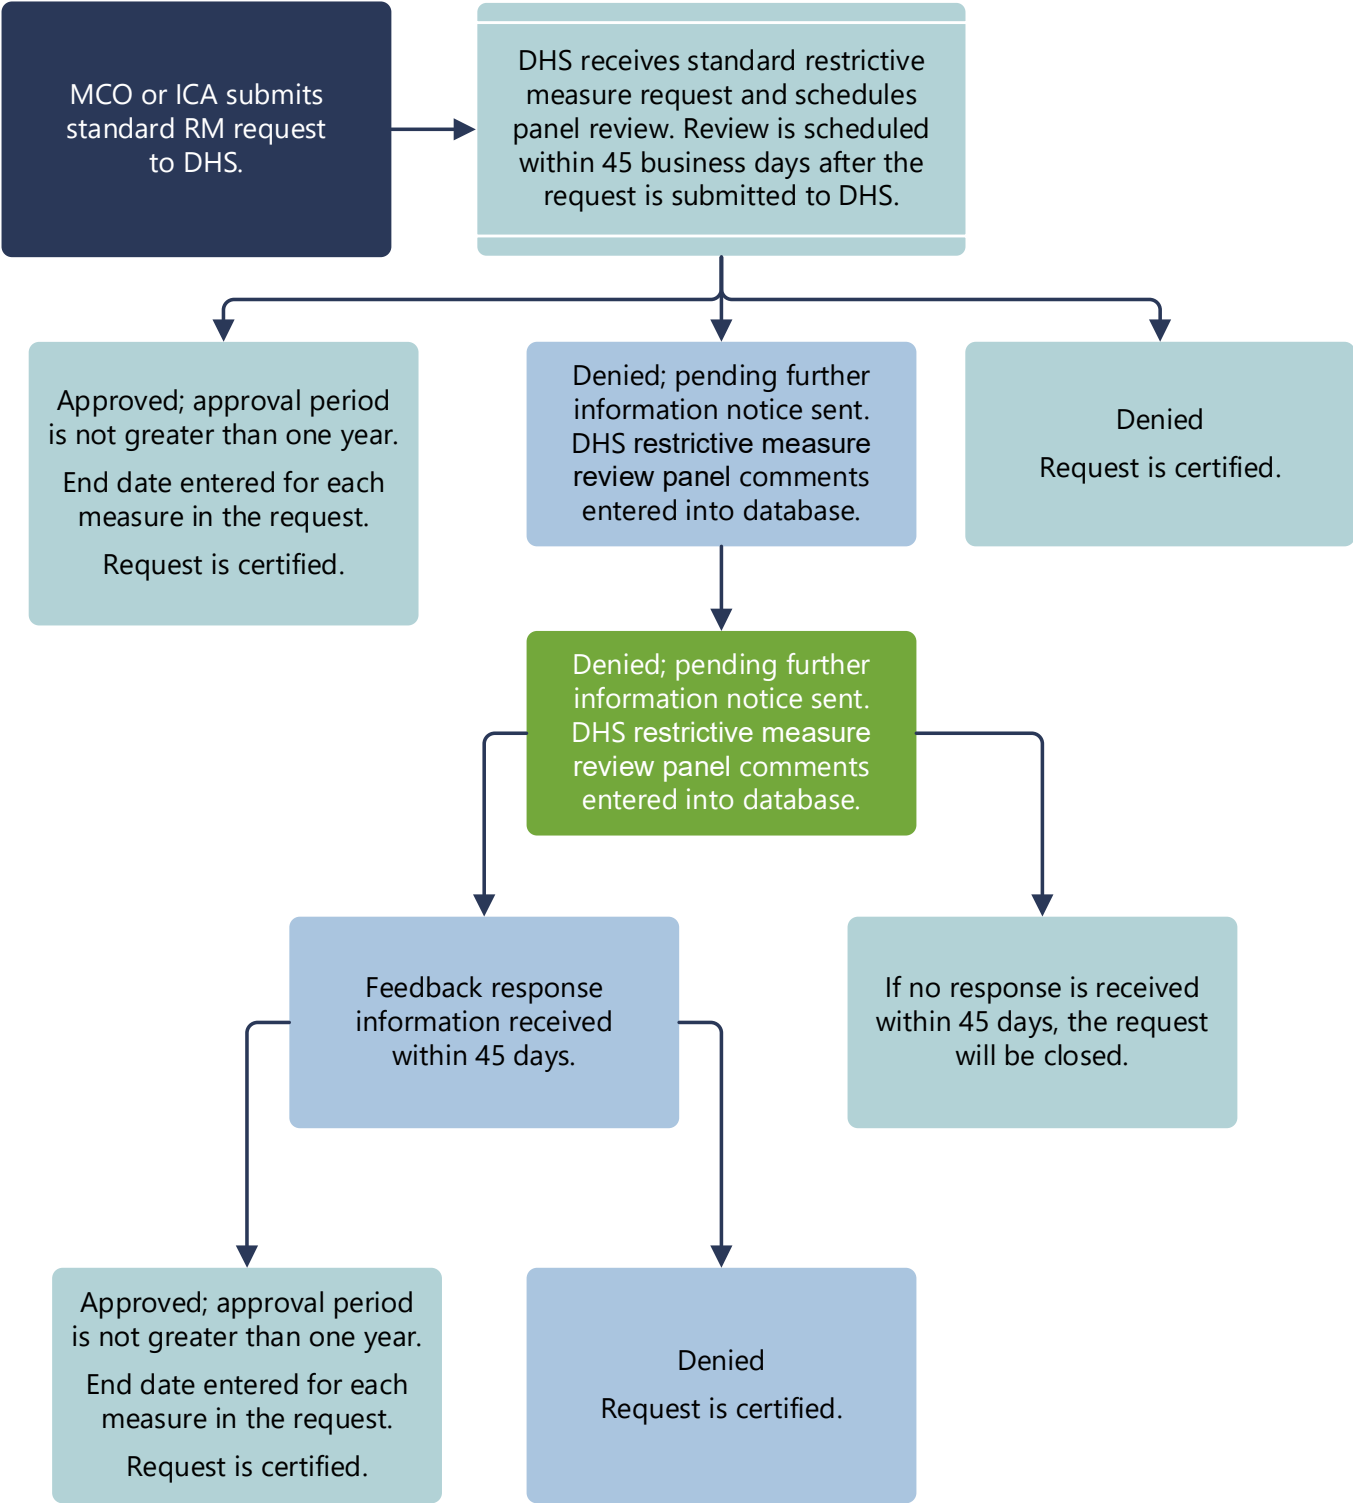 MCO or ICA submits
standard RM request
to DHS.
DHS receives standard restrictive
measure request and schedules
panel review. Review is scheduled
within 45 business days after the
request is submitted to DHS.
Approved; approval period
is not greater than one year.
End date entered for each
measure in the request.
Request is certified.
Denied; pending further
information notice sent.
DHS restrictive measure
review panel comments
entered into database.
Denied
Request is certified.
Denied; pending further
information notice sent.
DHS restrictive measure
review panel comments
entered into database.
Feedback response
information received
within 45 days.
If no response is received
within 45 days, the request
will be closed.
Approved; approval period
is not greater than one year.
End date entered for each
measure in the request.
Request is certified.
Denied
Request is certified.